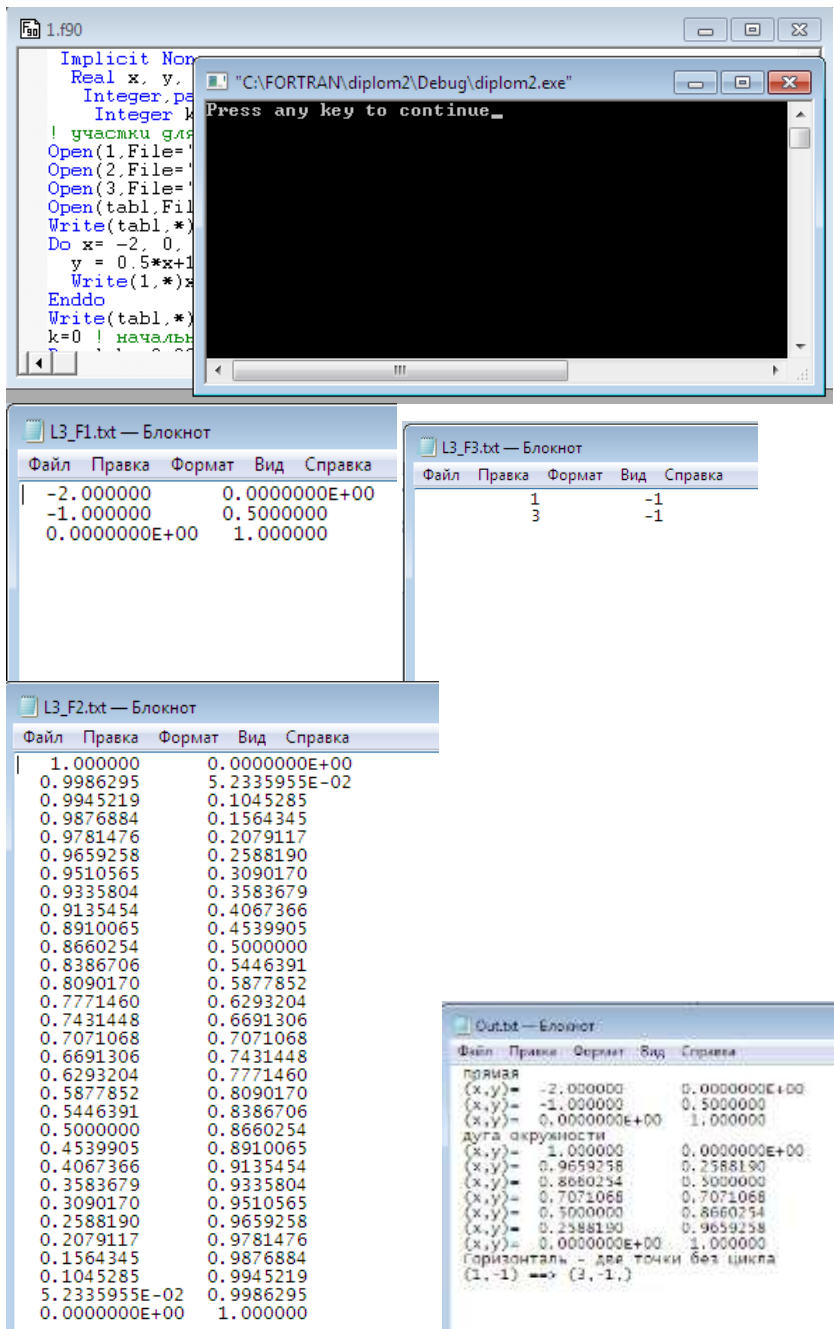 1.f90
Implicit Non
Real x, y,
Integer,pa
Integer k
! участки для
Open(1,File='
Open(2,File='
Open(3,File='
Open(tabl,Fil
Write(tabl,*)
Do x= -2, 0,
y = 0.5*x+1
Write(1,*)x
Enddo
Write(tabl,*)
k=0 ! начальн
"C:\FORTRAN\diplom2\Debug\diplom2.exe"
Press any key to continue_
L3_F1.txt — Блокнот
Файл Правка Формат Вид Справка
-2.000000 0.0000000E+00
-1.000000 0.5000000
0.0000000E+00 1.000000
L3_F3.txt — Блокнот
Файл Правка Формат Вид Справка
1 -1
3 -1
L3_F2.txt — Блокнот
Файл Правка Формат Вид Справка
1.000000 0.0000000E+00
0.9986295 5.2335955E-02
0.9945219 0.1045285
0.9876884 0.1564345
0.9781476 0.2079117
0.9659258 0.2588190
0.9510565 0.3090170
0.9335804 0.3583679
0.9135454 0.4067366
0.8910065 0.4539905
0.8660254 0.5000000
0.8386706 0.5446391
0.8090170 0.5877852
0.7771460 0.6293204
0.7431448 0.6691306
0.7071068 0.7071068
0.6691306 0.7431448
0.6293204 0.7771460
0.5877852 0.8090170
0.5446391 0.8386706
0.5000000 0.8660254
0.4539905 0.8910065
0.4067366 0.9135454
0.3583679 0.9335804
0.3090170 0.9510565
0.2588190 0.9659258
0.2079117 0.9781476
0.1564345 0.9876884
0.1045285 0.9945219
5.2335955E-02 0.9986295
0.0000000E+00 1.000000
Out.txt — Блокнот
Файл Правка Формат Вид Справка
прямая
(x,y)= -2.000000 0.0000000E+00
(x,y)= -1.000000 0.5000000
(x,y)= 0.0000000E+00 1.000000
дуга окружности
(x,y)= 1.000000 0.0000000E+00
(x,y)= 0.9659258 0.2588190
(x,y)= 0.8660254 0.5000000
(x,y)= 0.7071068 0.7071068
(x,y)= 0.5000000 0.8660254
(x,y)= 0.2588190 0.9659258
(x,y)= 0.0000000E+00 1.000000
Горизонталь - две точки без цикла
(1,-1) ==> (3,-1,)